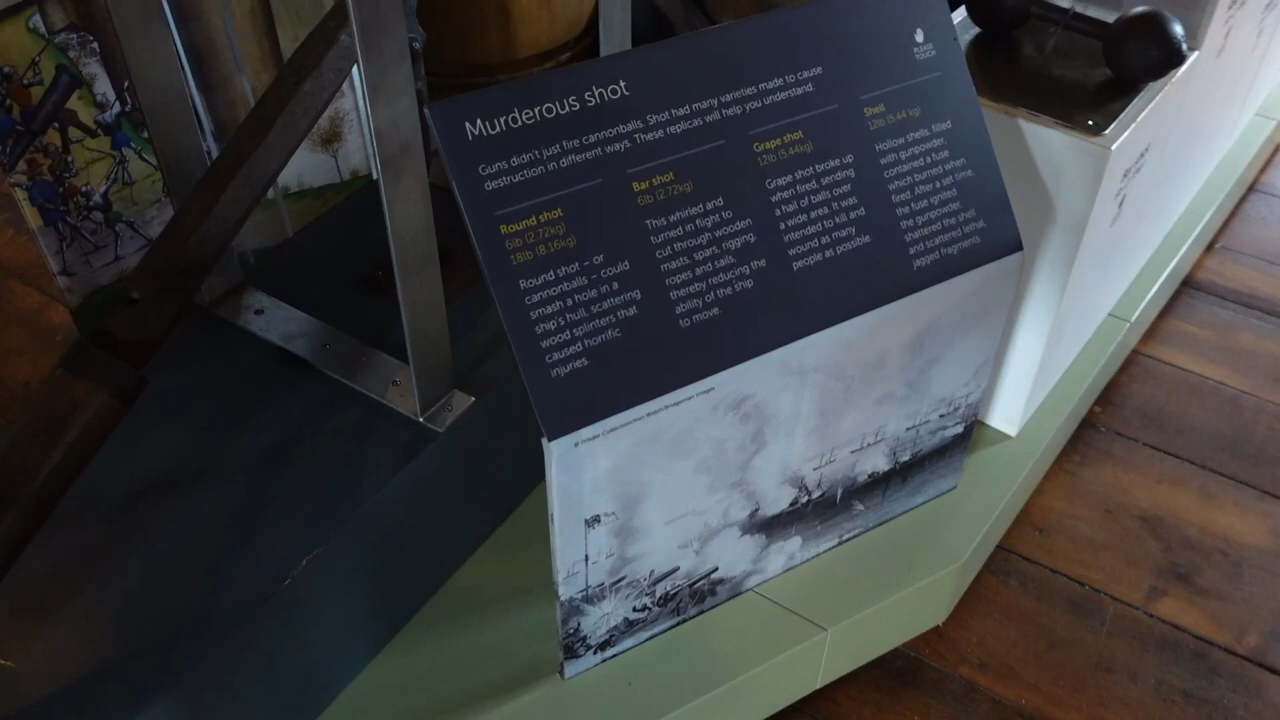 Murderous shot
PLEASE
TOUCH
Guns didn't just fire cannonballs. Shot had many varieties made to cause
destruction in different ways. These replicas will help you understand:
Round shot
6lb (2.72kg)
18lb (8.16kg)
Round shot – or
cannonballs – could
smash a hole in a
ship's hull, scattering
wood splinters that
caused horrific
injuries.
Bar shot
6lb (2.72kg)
This whirled and
turned in flight to
cut through wooden
masts, spars, rigging,
ropes and sails,
thereby reducing the
ability of the ship
to move.
Grape shot
12lb (5.44kg)
Grape shot broke up
when fired, sending
a hail of balls over
a wide area. It was
intended to kill and
wound as many
people as possible.
Shell
12lb (5.44 kg)
Hollow shells, filled
with gunpowder,
contained a fuse
which burned when
fired. After a set time,
the fuse ignited
the gunpowder,
shattered the shell
and scattered lethal,
jagged fragments.
Collection/Ken Welsh/Bridgeman Images